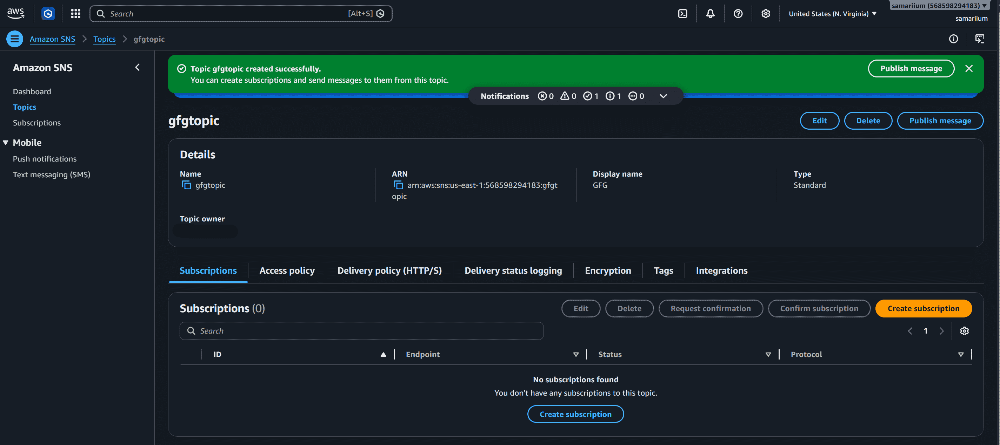 aws
Search [Alt+S]
United States (N. Virginia)
samariium (568598294183)
samariium
Amazon SNS > Topics > gfgtopic
Amazon SNS
Dashboard
Topics
Subscriptions
Mobile
Push notifications
Text messaging (SMS)
Topic gfgtopic created successfully.
You can create subscriptions and send messages to them from this topic.
Publish message
Notifications 0 0 1 1 0
gfgtopic
Edit Delete Publish message
Details
Name
gfgtopic
ARN
arn:aws:sns:us-east-1:568598294183:gfgt
opic
Display name
GFG
Type
Standard
Topic owner
Subscriptions Access policy Delivery policy (HTTP/S) Delivery status logging Encryption Tags Integrations
Subscriptions (0)
Edit Delete Request confirmation Confirm subscription Create subscription
Search
1
ID Endpoint Status Protocol
No subscriptions found
You don't have any subscriptions to this topic.
Create subscription